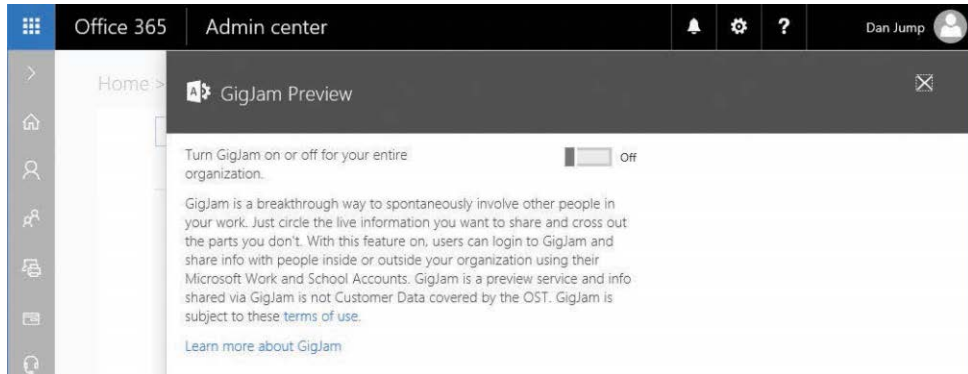 Office 365 Admin center ? Dan Jump
Home >
GigJam Preview
Turn GigJam on or off for your entire
organization.
Off
GigJam is a breakthrough way to spontaneously involve other people in
your work. Just circle the live information you want to share and cross out
the parts you don't. With this feature on, users can login to GigJam and
share info with people inside or outside your organization using their
Microsoft Work and School Accounts. GigJam is a preview service and info
shared via GigJam is not Customer Data covered by the OST. GigJam is
subject to these terms of use.
Learn more about GigJam